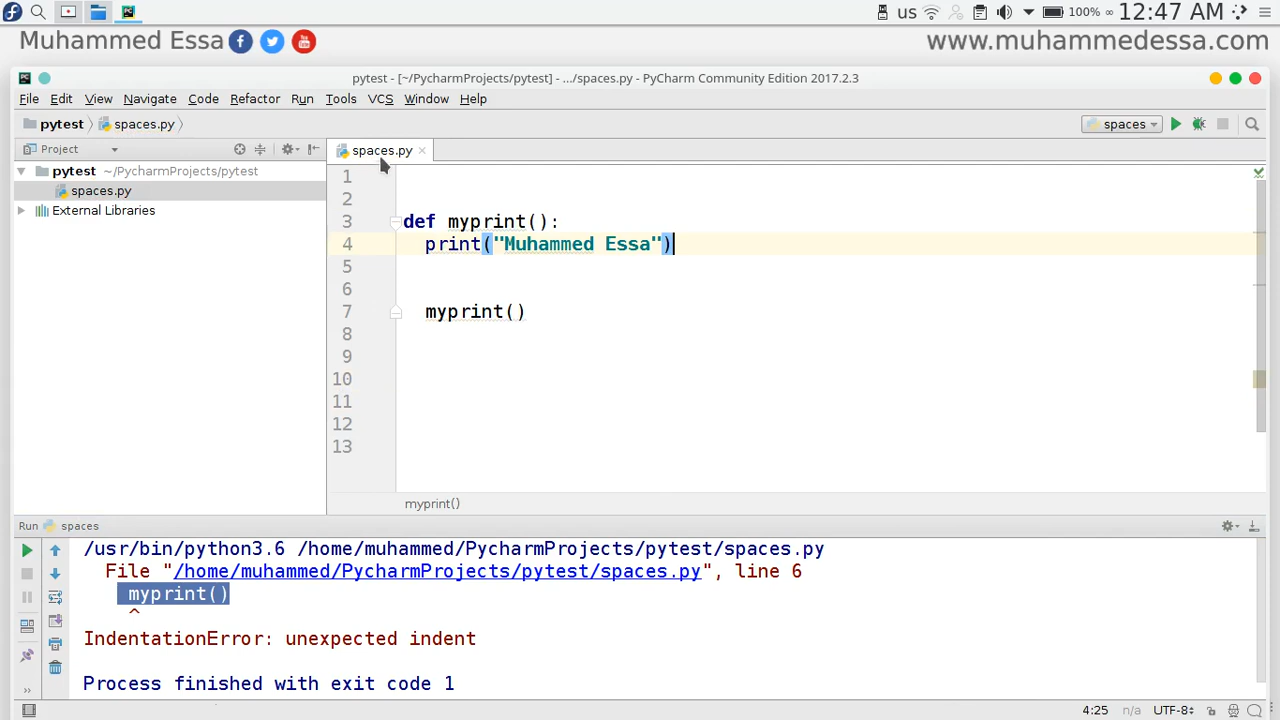 us 100% 12:47 AM
Muhammed Essa www.muhammedessa.com
pytest - [~/PycharmProjects/pytest] - .../spaces.py - PyCharm Community Edition 2017.2.3
File Edit View Navigate Code Refactor Run Tools VCS Window Help
pytest spaces.py spaces
Project spaces.py
pytest ~/PycharmProjects/pytest
spaces.py
External Libraries
1
2
3 def myprint():
4 print("Muhammed Essa")
5
6
7 myprint()
8
9
10
11
12
13
myprint()
Run spaces
/usr/bin/python3.6 /home/muhammed/PycharmProjects/pytest/spaces.py
File "/home/muhammed/PycharmProjects/pytest/spaces.py", line 6
myprint()
^
IndentationError: unexpected indent
Process finished with exit code 1
4:25 n/a UTF-8